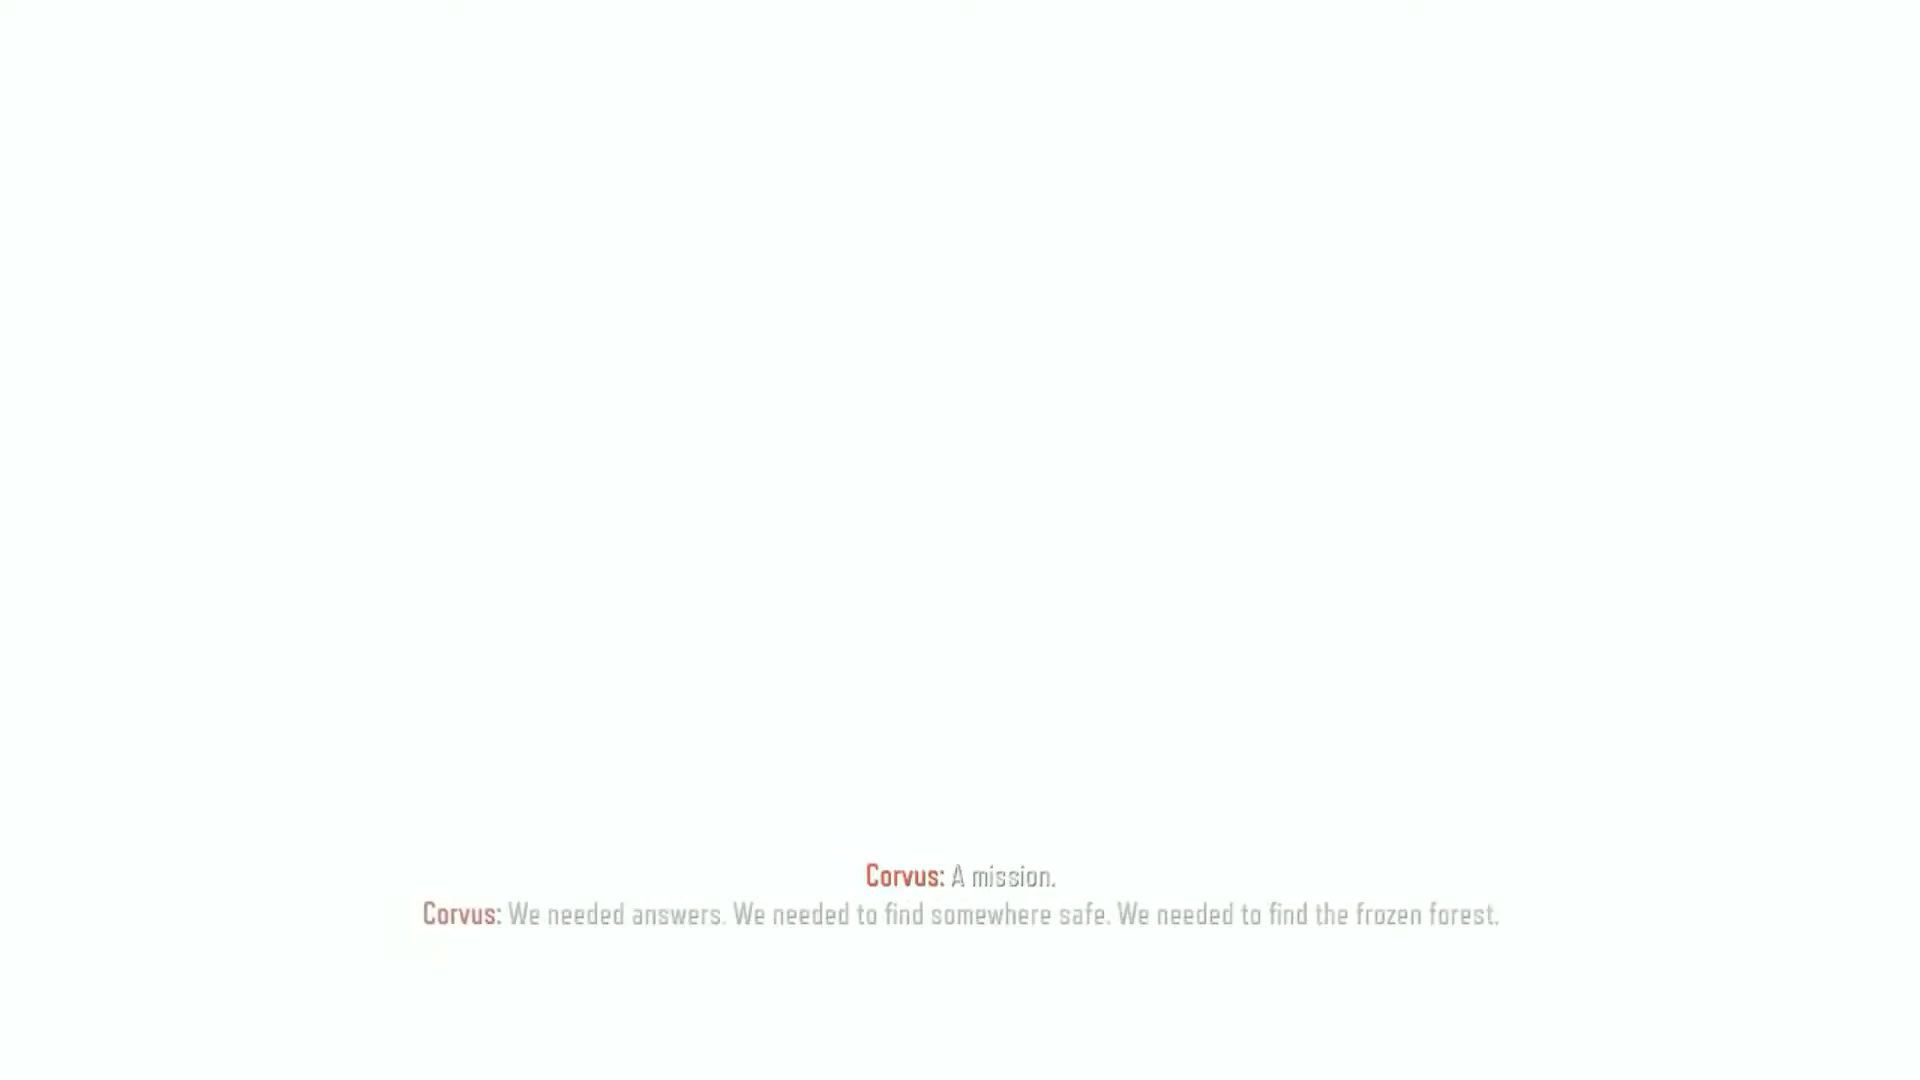 Corvus: A mission.
Corvus: We needed answers. We needed to find somewhere safe. We needed to find the frozen forest.